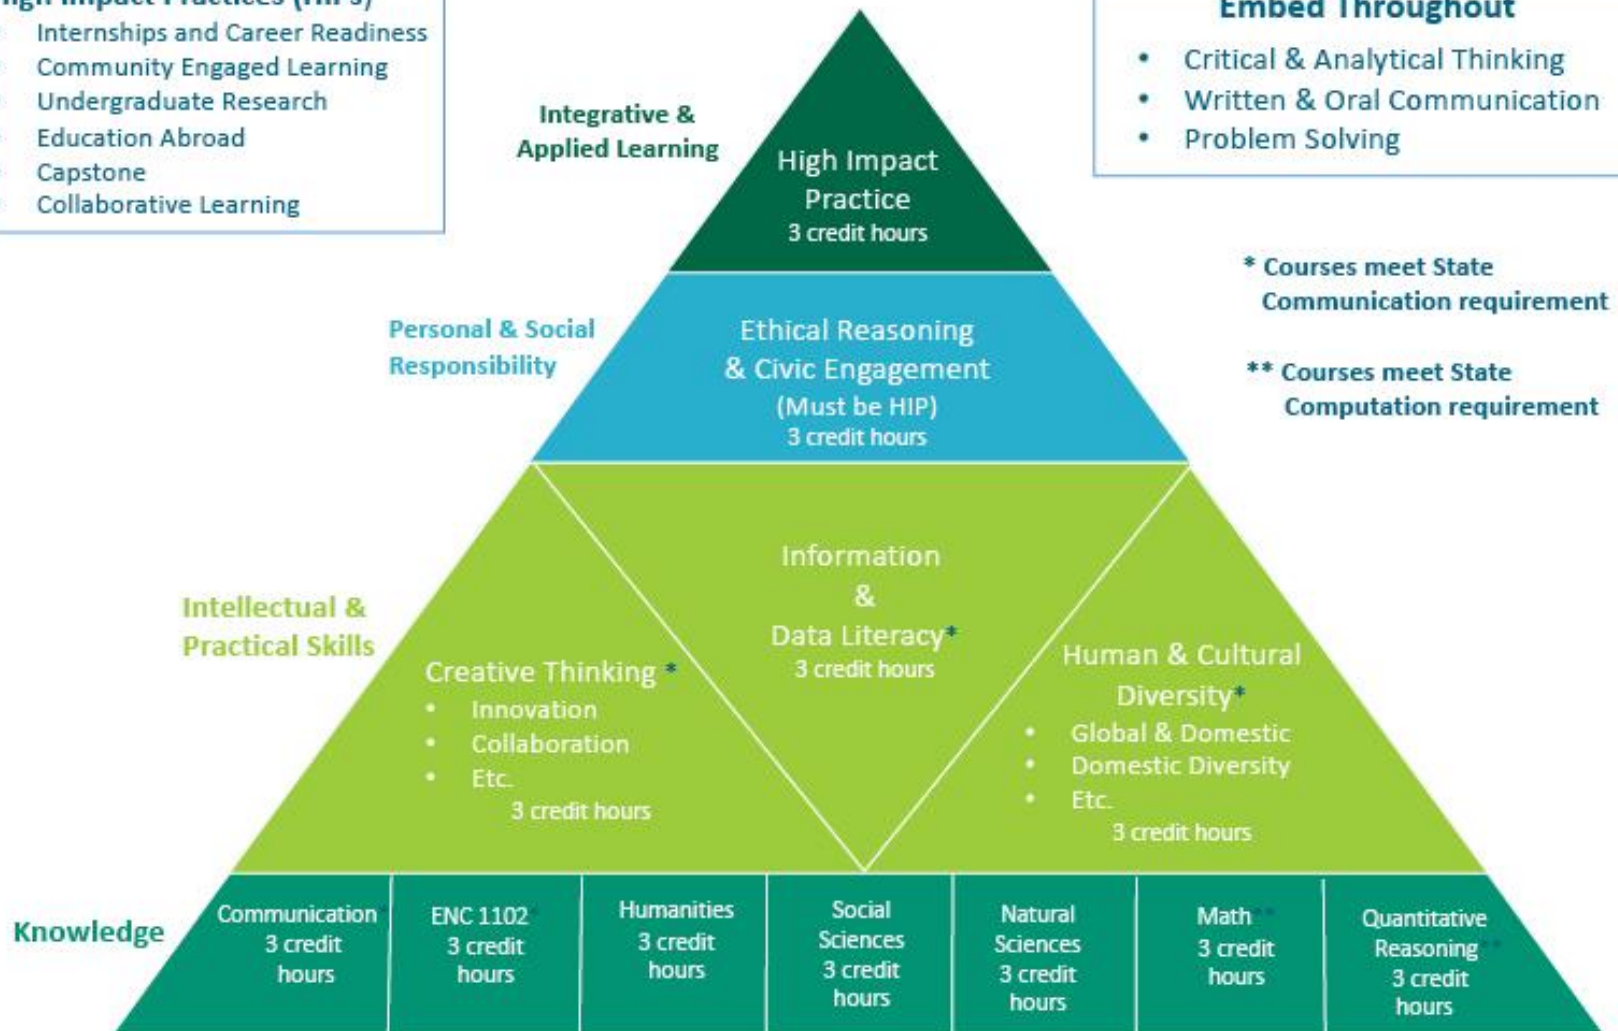 High Impact Practices (HIPs)
• Internships and Career Readiness
• Community Engaged Learning
• Undergraduate Research
• Education Abroad
• Capstone
• Collaborative Learning
Embed Throughout
• Critical & Analytical Thinking
• Written & Oral Communication
• Problem Solving
* Courses meet State
Communication requirement
** Courses meet State
Computation requirement
Integrative &
Applied Learning
High Impact
Practice
3 credit hours
Personal & Social
Responsibility
Ethical Reasoning
& Civic Engagement
(Must be HIP)
3 credit hours
Intellectual &
Practical Skills
Creative Thinking *
• Innovation
• Collaboration
• Etc.
3 credit hours
Information
&
Data Literacy*
3 credit hours
Human & Cultural
Diversity*
• Global & Domestic
• Domestic Diversity
• Etc.
3 credit hours
Knowledge
Communication*
3 credit
hours
ENC 1102*
3 credit
hours
Humanities
3 credit
hours
Social
Sciences
3 credit
hours
Natural
Sciences
3 credit
hours
Math**
3 credit
hours
Quantitative
Reasoning**
3 credit
hours